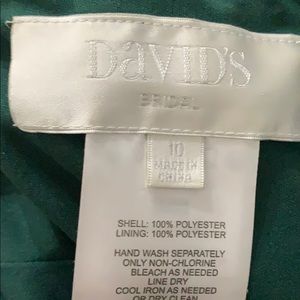 DaVID'S
BRIDAL
10
MADE IN
CHINA
SHELL: 100% POLYESTER
LINING: 100% POLYESTER
HAND WASH SEPARATELY
ONLY NON-CHLORINE
BLEACH AS NEEDED
LINE DRY
COOL IRON AS NEEDED
OR DRY CLEAN